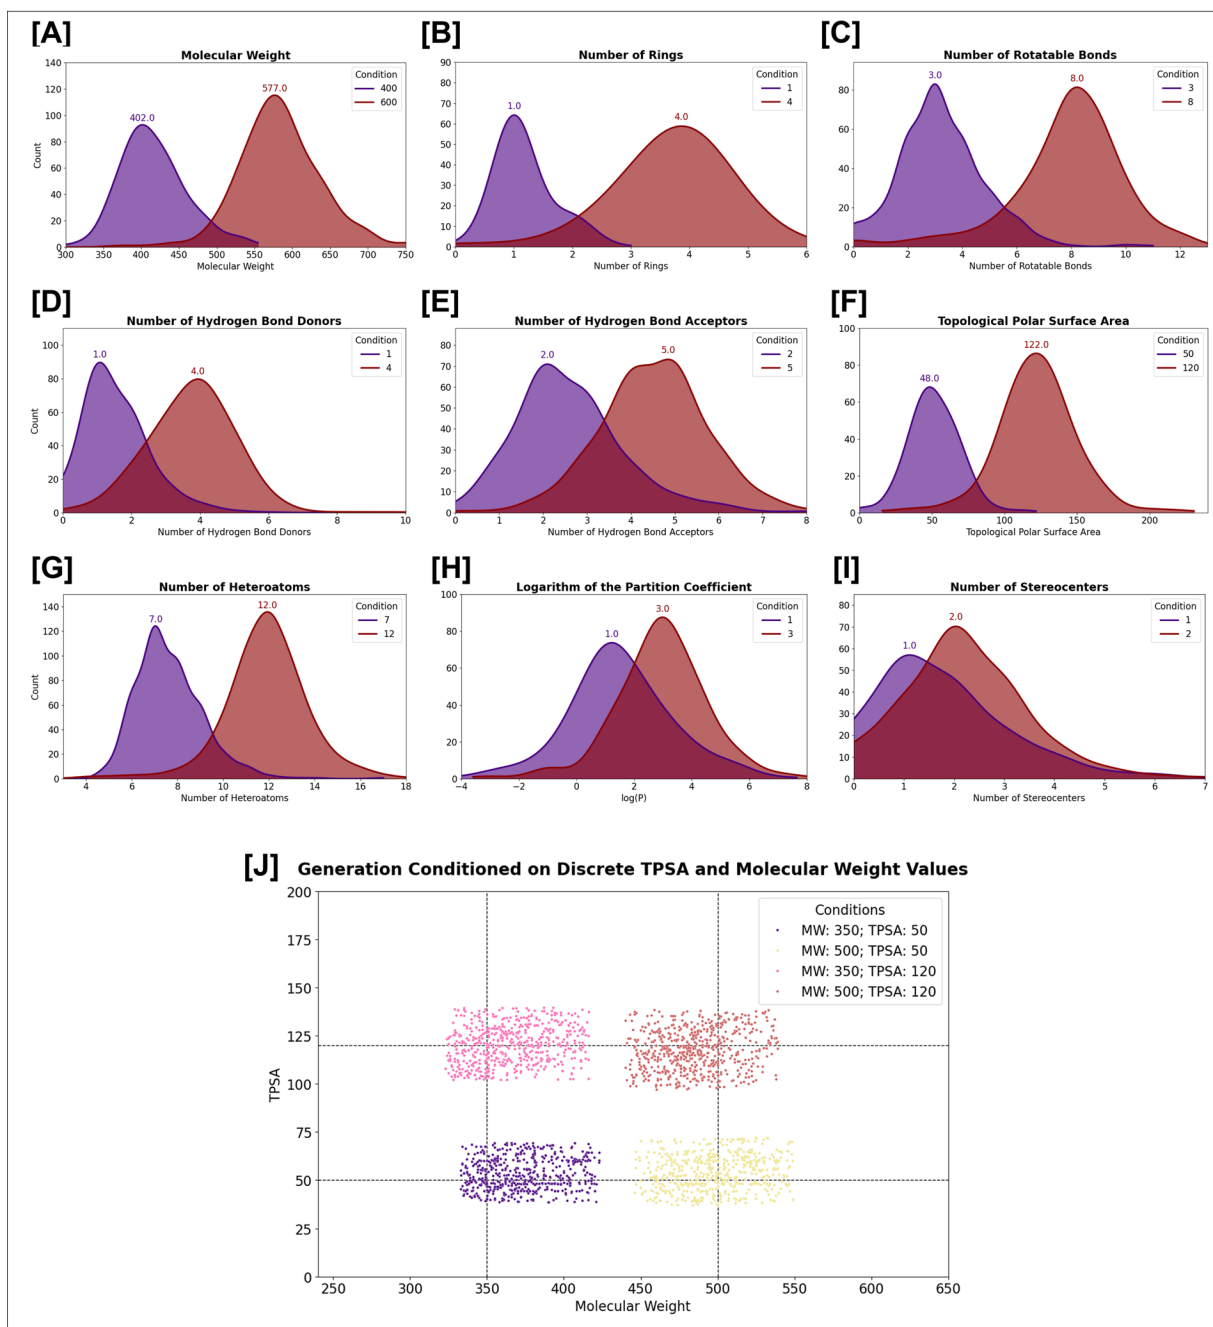 [A]
Molecular Weight
Condition
400
600
402.0
577.0
Count
0
20
40
60
80
100
120
140
300 350 400 450 500 550 600 650 700 750
Molecular Weight
[B]
Number of Rings
Condition
1
4
1.0
4.0
0
10
20
30
40
50
60
70
80
90
0 1 2 3 4 5 6
Number of Rings
[C]
Number of Rotatable Bonds
Condition
3
8
3.0
8.0
0
20
40
60
80
0 2 4 6 8 10 12
Number of Rotatable Bonds
[D]
Number of Hydrogen Bond Donors
Condition
1
4
1.0
4.0
Count
0
20
40
60
80
100
0 2 4 6 8 10
Number of Hydrogen Bond Donors
[E]
Number of Hydrogen Bond Acceptors
Condition
2
5
2.0
5.0
0
10
20
30
40
50
60
70
80
0 1 2 3 4 5 6 7 8
Number of Hydrogen Bond Acceptors
[F]
Topological Polar Surface Area
Condition
50
120
48.0
122.0
0
20
40
60
80
100
0 50 100 150 200
Topological Polar Surface Area
[G]
Number of Heteroatoms
Condition
7
12
7.0
12.0
Count
0
20
40
60
80
100
120
140
4 6 8 10 12 14 16 18
Number of Heteroatoms
[H]
Logarithm of the Partition Coefficient
Condition
1
3
1.0
3.0
0
20
40
60
80
100
−4 −2 0 2 4 6 8
log(P)
[I]
Number of Stereocenters
Condition
1
2
1.0
2.0
0
10
20
30
40
50
60
70
80
0 1 2 3 4 5 6 7
Number of Stereocenters
[J]
Generation Conditioned on Discrete TPSA and Molecular Weight Values
Conditions
MW: 350; TPSA: 50
MW: 500; TPSA: 50
MW: 350; TPSA: 120
MW: 500; TPSA: 120
TPSA
200
175
150
125
100
75
50
25
0
250 300 350 400 450 500 550 600 650
Molecular Weight